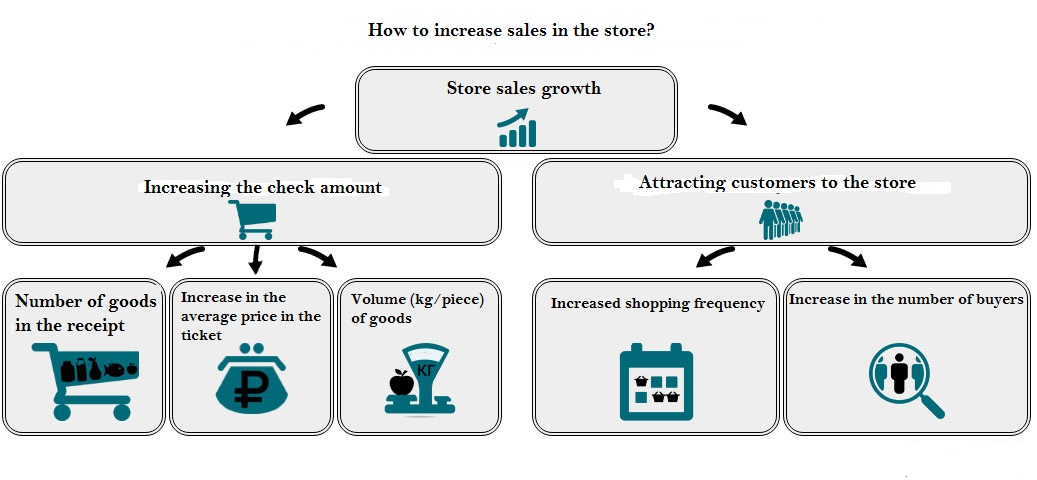 How to increase sales in the store?
Store sales growth
Increasing the check amount
Attracting customers to the store
Number of goods
in the receipt
Increase in the
average price in the
ticket
Volume (kg/piece)
of goods
КГ
Increased shopping frequency
Increase in the number of buyers
₽